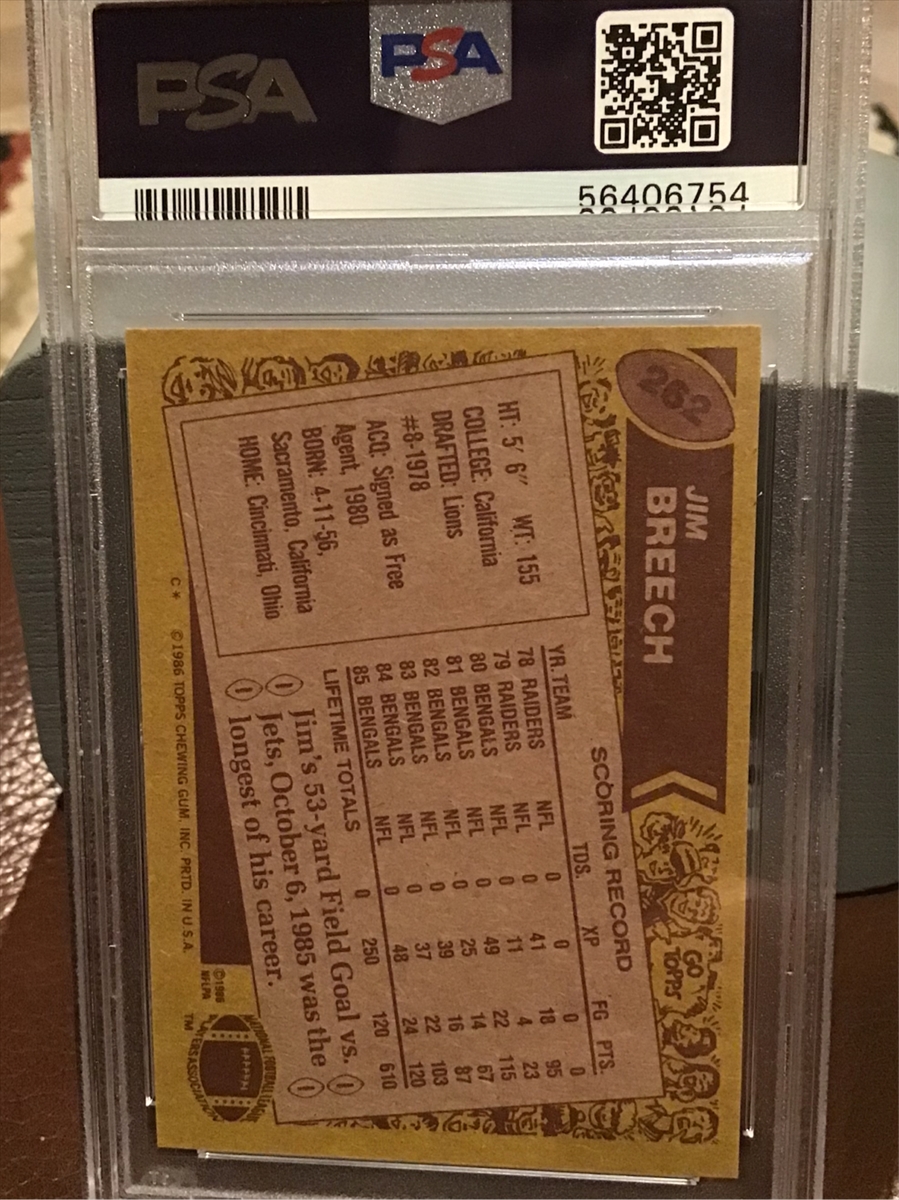 PSA
PSA
56406754
262
JIM
BREECH
GO
TOPPS
HT: 5' 6" WT: 155
COLLEGE: California
DRAFTED: Lions
#8-1978
ACQ: Signed as Free
Agent, 1980
BORN: 4-11-56,
Sacramento, California
HOME: Cincinnati, Ohio
SCORING RECORD
YR. TEAM TDS. XP FG PTS.
78 RAIDERS NFL 0 0 0 0
79 RAIDERS NFL 0 41 18 95
80 BENGALS NFL 0 11 4 23
81 BENGALS NFL 0 49 22 115
82 BENGALS NFL 0 25 14 67
83 BENGALS NFL 0 39 16 87
84 BENGALS NFL 0 37 22 103
85 BENGALS NFL 0 48 24 120
LIFETIME TOTALS 0 250 120 610
Jim's 53-yard Field Goal vs.
Jets, October 6, 1985 was the
longest of his career.
C* ©1986 TOPPS CHEWING GUM, INC. PRTD. IN U.S.A.
©1986
NFLPA
TM